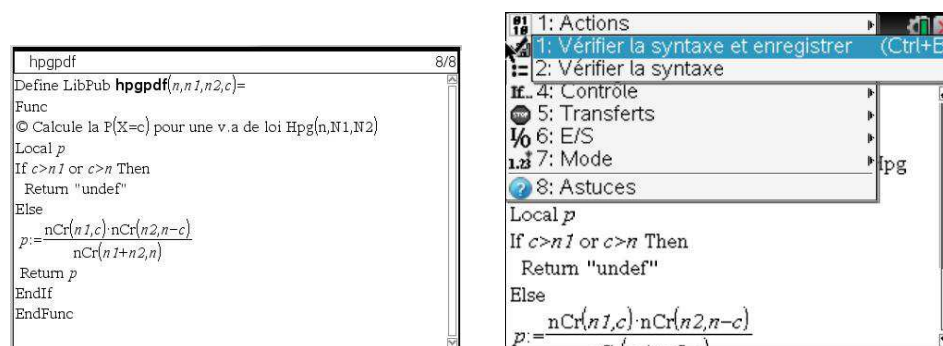 hpgpdf 8/8
Define LibPub hpgpdf(n,n1,n2,c)=
Func
© Calcule la P(X=c) pour une v.a de loi Hpg(n,N1,N2)
Local p
If c>n1 or c>n Then
Return "undef"
Else
p:=nCr(n1,c)·nCr(n2,n-c)
nCr(n1+n2,n)
Return p
EndIf
EndFunc
1: Actions
1: Vérifier la syntaxe et enregistrer (Ctrl+B
2: Vérifier la syntaxe
If.. 4: Contrôle
5: Transferts
I/O 6: E/S
1.23 7: Mode
Hpg
8: Astuces
Local p
If c>n1 or c>n Then
Return "undef"
Else
p:=nCr(n1,c)·nCr(n2,n-c)